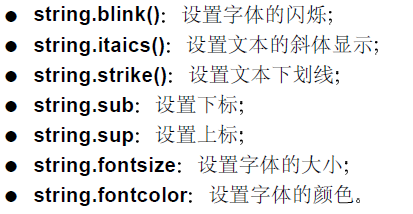 ● string.blink()：设置字体的闪烁;
● string.itaics()：设置文本的斜体显示;
● string.strike()：设置文本下划线;
● string.sub：设置下标;
● string.sup：设置上标;
● string.fontsize：设置字体的大小;
● string.fontcolor：设置字体的颜色。